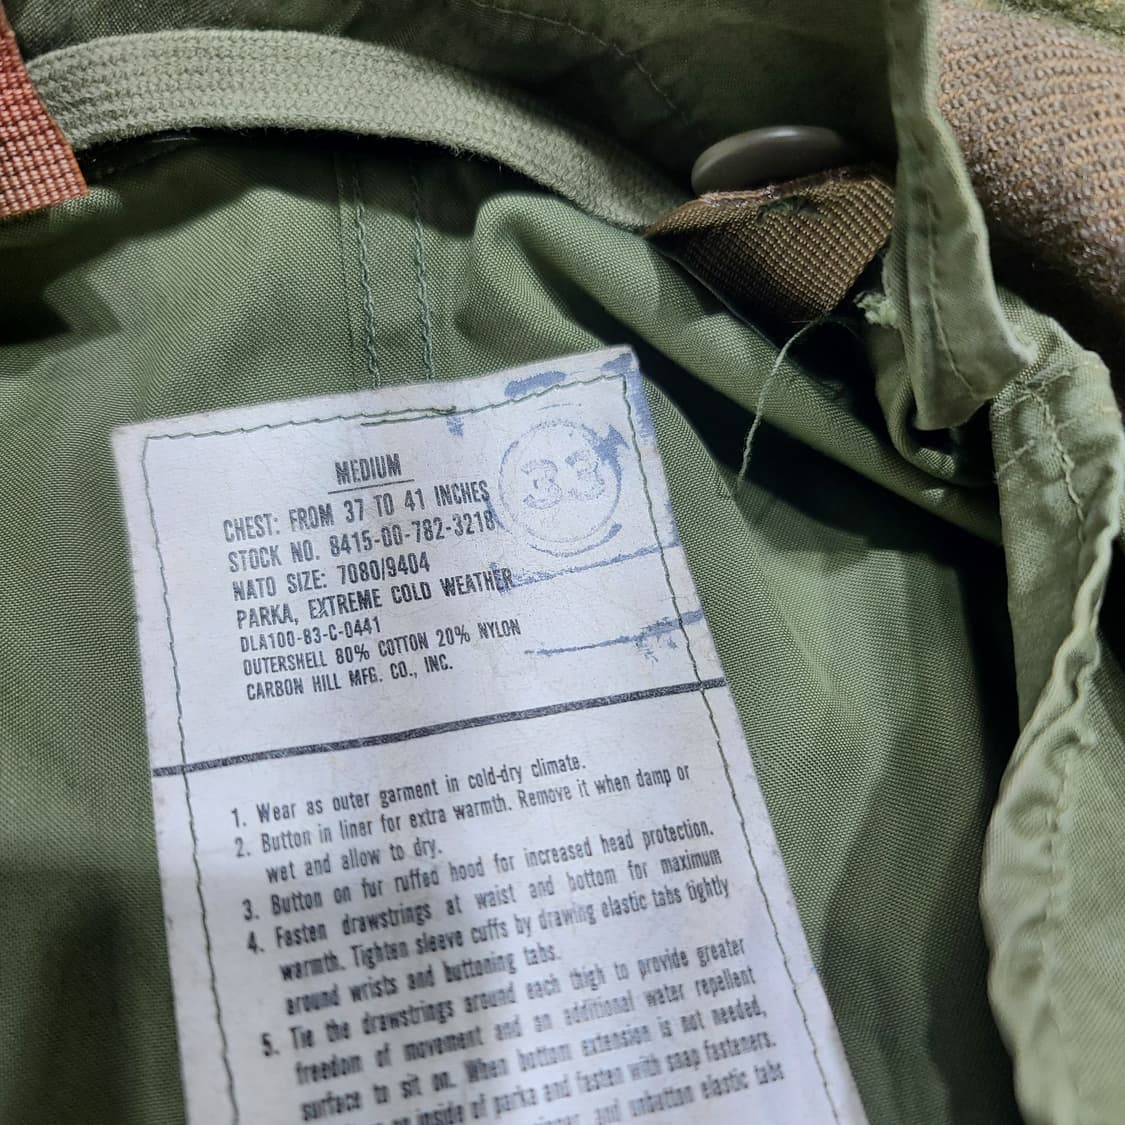 33
MEDIUM
CHEST: FROM 37 TO 41 INCHES
STOCK NO. 8415-00-782-3218
NATO SIZE: 7080/9404
PARKA, EXTREME COLD WEATHER
DLA100-83-C-0441
OUTERSHELL 80% COTTON 20% NYLON
CARBON HILL MFG. CO., INC.
1. Wear as outer garment in cold-dry climate.
2. Button in liner for extra warmth. Remove it when damp or
wet and allow to dry.
3. Button on fur ruffed hood for increased head protection.
4. Fasten drawstrings at waist and bottom for maximum
warmth. Tighten sleeve cuffs by drawing elastic tabs tightly
around wrists and buttoning tabs.
5. Tie the drawstrings around each thigh to provide greater
freedom of movement and an additional water repellent
surface to sit on. When bottom extension is not needed,
inside of parka and fasten with snap fasteners.
and unbutton elastic tabs